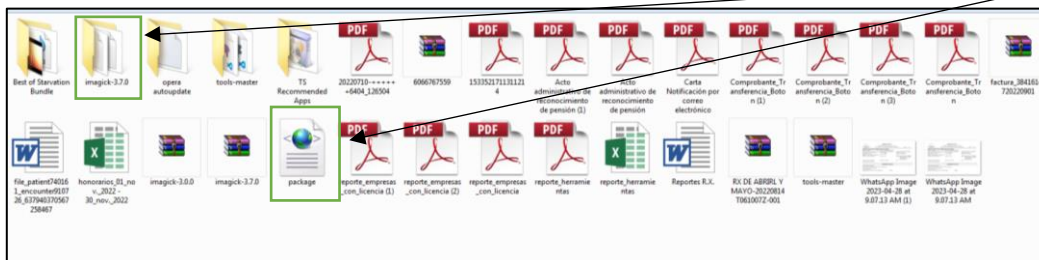 PDF PDF PDF PDF PDF PDF PDF PDF PDF
Best of Starvation
Bundle
imagick-3.7.0
opera
autoupdate
tools-master
TS
Recommended
Apps
20220710-+++++
+6404_126504
6066767559
153352171131121
4
Acto
administrativo de
reconocimiento
de pensión (1)
Acto
administrativo de
reconocimiento
de pensión
Carta
Notificación por
correo
electrónico
Comprobante_Tr
ansferencia_Boto
n (1)
Comprobante_Tr
ansferencia_Boto
n (2)
Comprobante_Tr
ansferencia_Boto
n (3)
Comprobante_Tr
ansferencia_Boto
n
factura_3841616
720220901
PDF PDF PDF PDF
file_patient74016
1_encounter9107
26_637940370567
258467
honorarios_01_no
v._2022 -
30_nov._2022
imagick-3.0.0
imagick-3.7.0
package
reporte_empresas
_con_licencia (1)
reporte_empresas
_con_licencia (2)
reporte_empresas
_con_licencia
reporte_herramie
ntas
reporte_herramie
ntas
Reportes R.X.
RX DE ABRIRL Y
MAYO-20220814
T061007Z-001
tools-master
WhatsApp Image
2023-04-28 at
9.07.13 AM (1)
WhatsApp Image
2023-04-28 at
9.07.13 AM